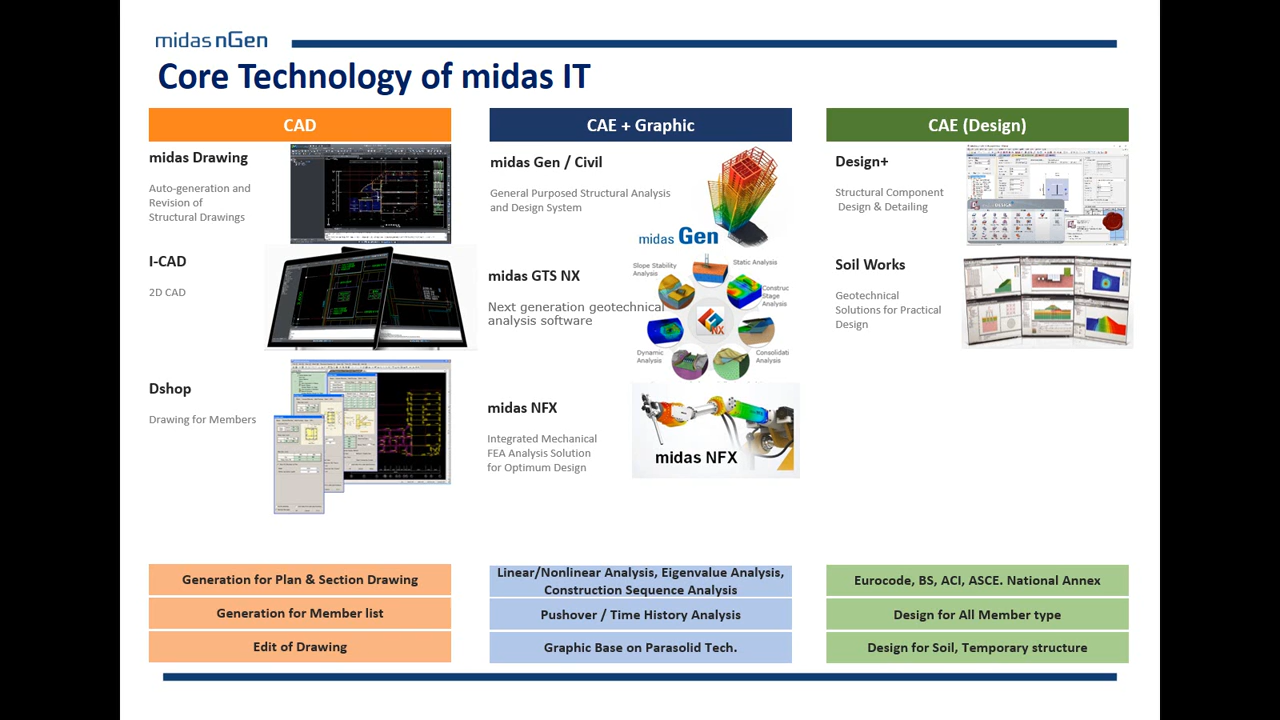 midas nGen
Core Technology of midas IT
CAD
midas Drawing
Auto-generation and
Revision of
Structural Drawings
I-CAD
2D CAD
Dshop
Drawing for Members
Generation for Plan & Section Drawing
Generation for Member list
Edit of Drawing
CAE + Graphic
midas Gen / Civil
General Purposed Structural Analysis
and Design System
midas Gen
midas GTS NX
Next generation geotechnical
analysis software
Slope Stability
Analysis
Static Analysis
Construc
Stage
Analysis
NX
Dynamic
Analysis
Consolidati
Analysis
midas NFX
Integrated Mechanical
FEA Analysis Solution
for Optimum Design
midas NFX
Linear/Nonlinear Analysis, Eigenvalue Analysis,
Construction Sequence Analysis
Pushover / Time History Analysis
Graphic Base on Parasolid Tech.
CAE (Design)
Design+
Structural Component
Design & Detailing
Soil Works
Geotechnical
Solutions for Practical
Design
Eurocode, BS, ACI, ASCE. National Annex
Design for All Member type
Design for Soil, Temporary structure